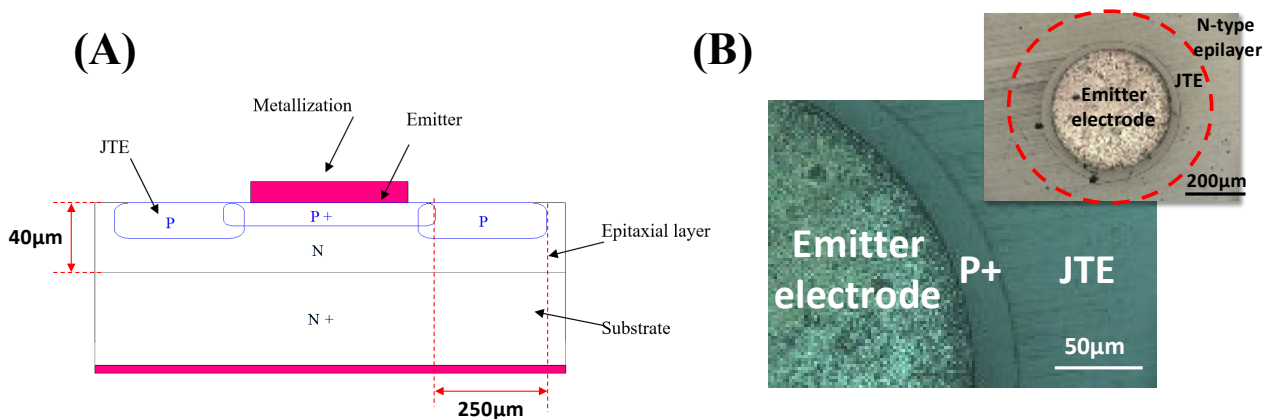 (A)
Metallization
Emitter
JTE
P
P +
P
40µm
N
Epitaxial layer
N +
Substrate
250µm
(B)
N-type
epilayer
JTE
Emitter
electrode
200µm
Emitter
electrode
P+
JTE
50µm